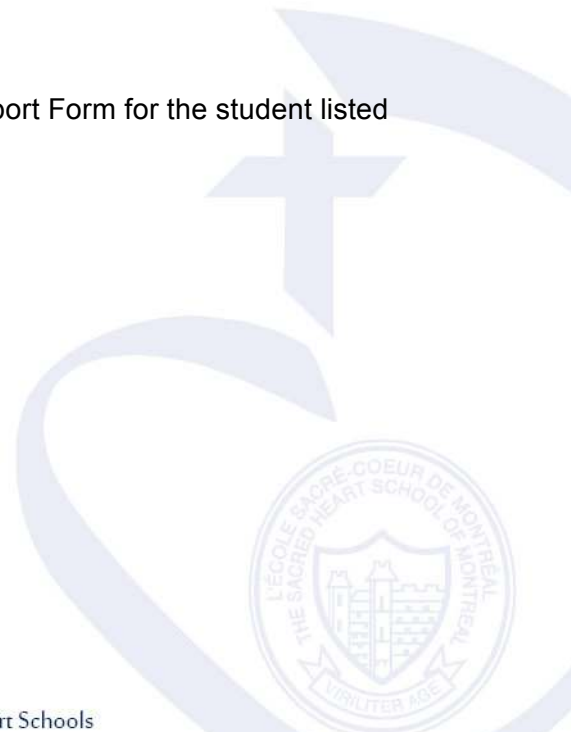 port Form for the student listed
L'ÉCOLE SACRÉ-COEUR DE MONTRÉAL
THE SACRED HEART SCHOOL OF MONTREAL
VIRILITER AGE
rt Schools